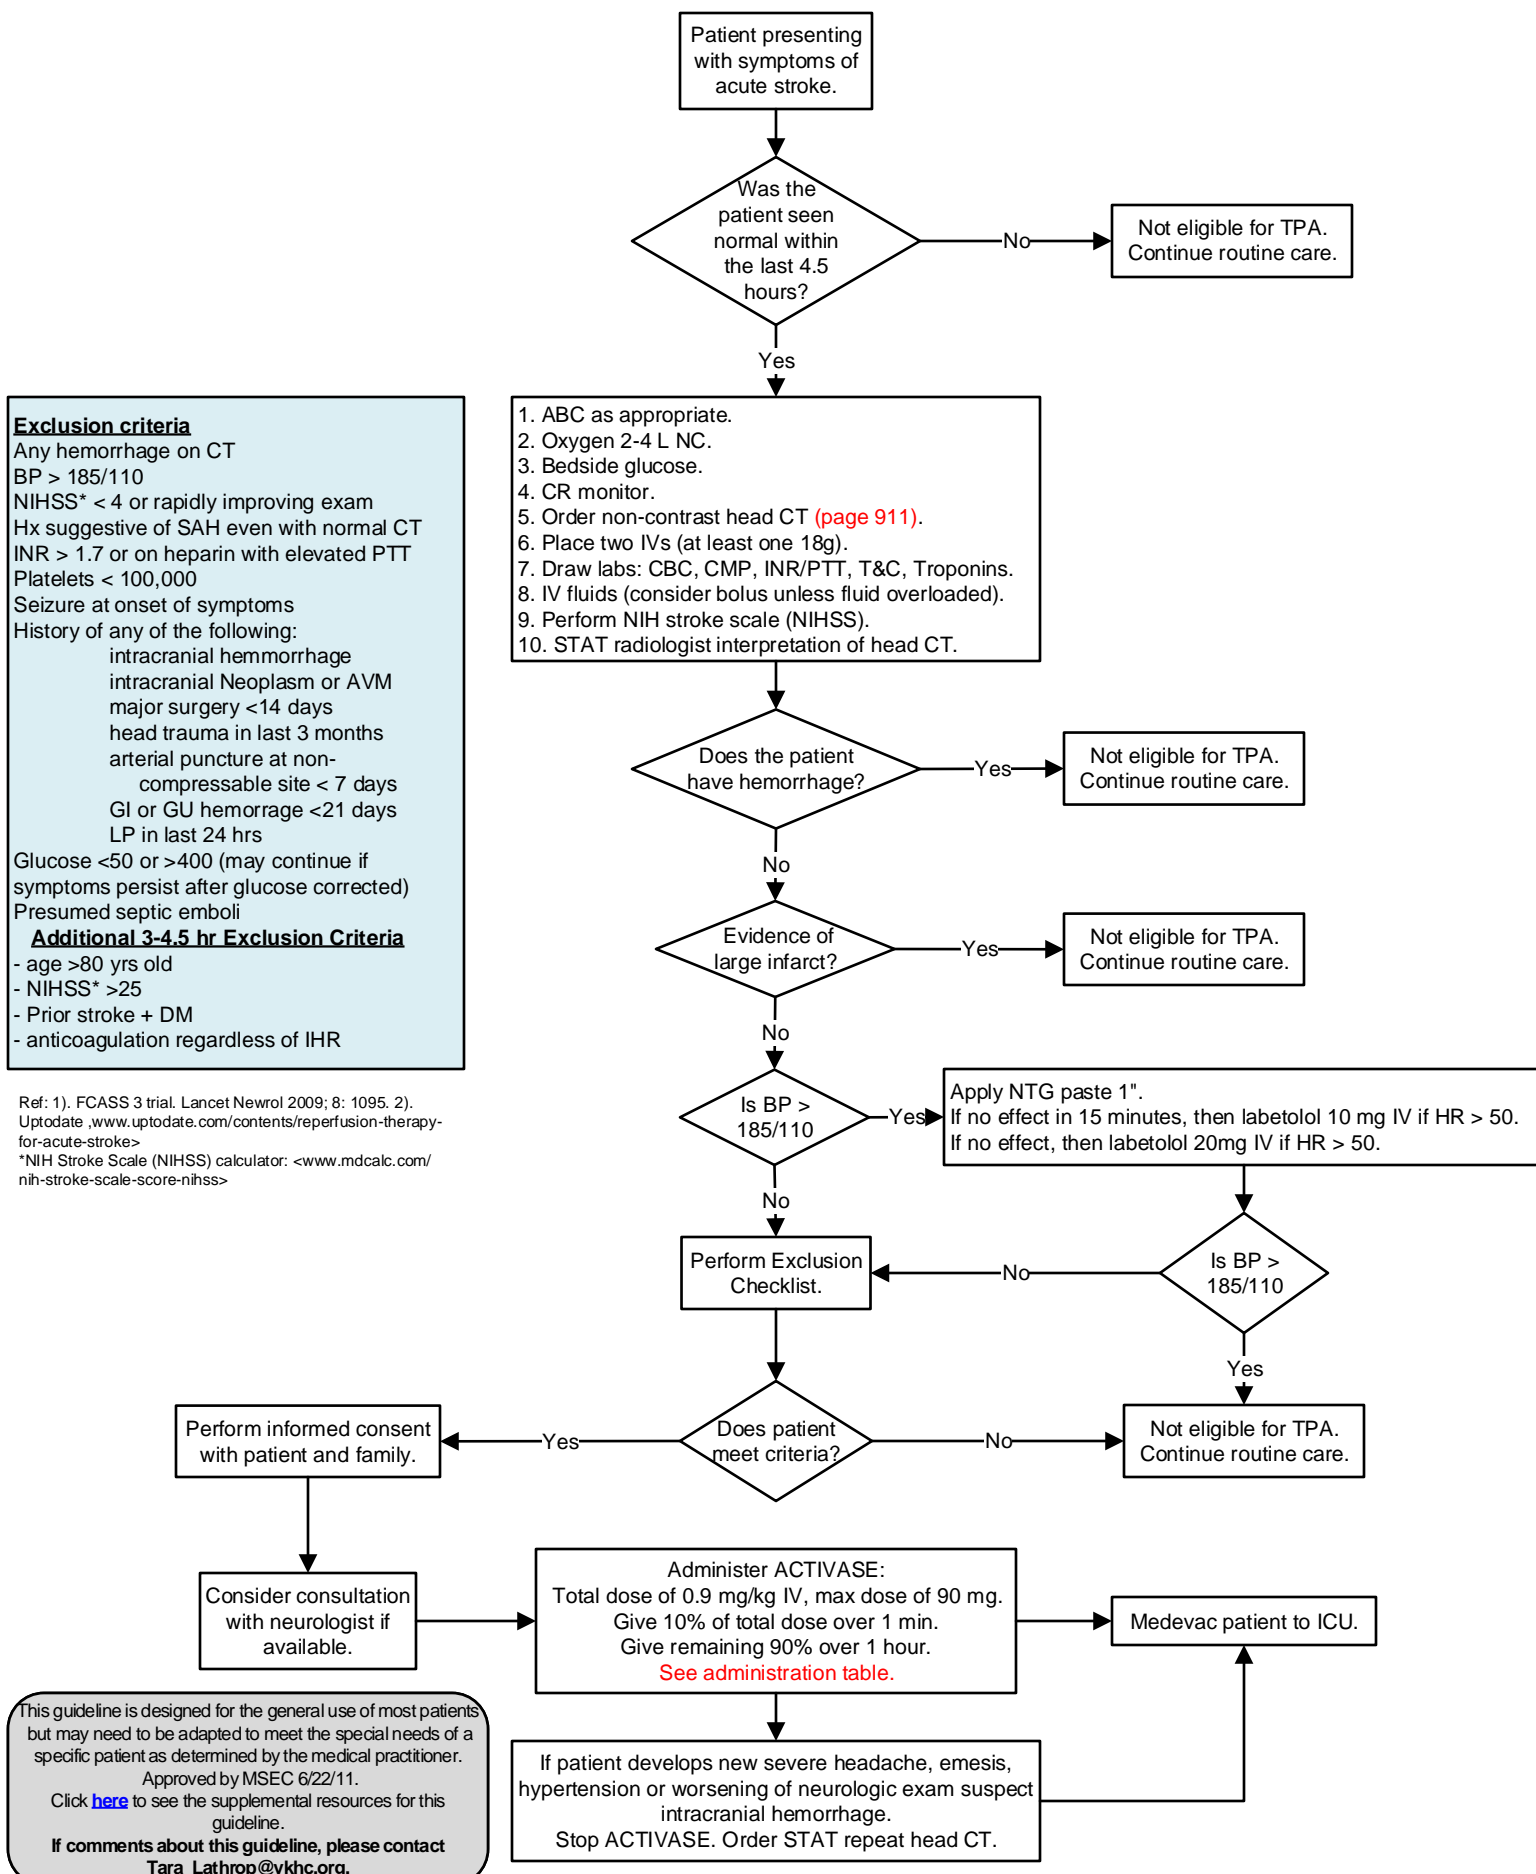 Patient presenting
with symptoms of
acute stroke.
Was the
patient seen
normal within
the last 4.5
hours?
No
Not eligible for TPA.
Continue routine care.
Yes
Exclusion criteria
Any hemorrhage on CT
BP > 185/110
NIHSS* < 4 or rapidly improving exam
Hx suggestive of SAH even with normal CT
INR > 1.7 or on heparin with elevated PTT
Platelets < 100,000
Seizure at onset of symptoms
History of any of the following:
intracranial hemmorrhage
intracranial Neoplasm or AVM
major surgery <14 days
head trauma in last 3 months
arterial puncture at non-
compressable site < 7 days
GI or GU hemorrage <21 days
LP in last 24 hrs
Glucose <50 or >400 (may continue if
symptoms persist after glucose corrected)
Presumed septic emboli
Additional 3-4.5 hr Exclusion Criteria
- age >80 yrs old
- NIHSS* >25
- Prior stroke + DM
- anticoagulation regardless of IHR
Ref: 1). FCASS 3 trial. Lancet Newrol 2009; 8: 1095. 2).
Uptodate ,www.uptodate.com/contents/reperfusion-therapy-
for-acute-stroke>
*NIH Stroke Scale (NIHSS) calculator: <www.mdcalc.com/
nih-stroke-scale-score-nihss>
1. ABC as appropriate.
2. Oxygen 2-4 L NC.
3. Bedside glucose.
4. CR monitor.
5. Order non-contrast head CT (page 911).
6. Place two IVs (at least one 18g).
7. Draw labs: CBC, CMP, INR/PTT, T&C, Troponins.
8. IV fluids (consider bolus unless fluid overloaded).
9. Perform NIH stroke scale (NIHSS).
10. STAT radiologist interpretation of head CT.
Does the patient
have hemorrhage?
Yes
Not eligible for TPA.
Continue routine care.
No
Evidence of
large infarct?
Yes
Not eligible for TPA.
Continue routine care.
No
Is BP >
185/110
Yes
Apply NTG paste 1".
If no effect in 15 minutes, then labetolol 10 mg IV if HR > 50.
If no effect, then labetolol 20mg IV if HR > 50.
No
Perform Exclusion
Checklist.
No
Is BP >
185/110
Yes
Does patient
meet criteria?
No
Not eligible for TPA.
Continue routine care.
Yes
Perform informed consent
with patient and family.
Consider consultation
with neurologist if
available.
Administer ACTIVASE:
Total dose of 0.9 mg/kg IV, max dose of 90 mg.
Give 10% of total dose over 1 min.
Give remaining 90% over 1 hour.
See administration table.
Medevac patient to ICU.
If patient develops new severe headache, emesis,
hypertension or worsening of neurologic exam suspect
intracranial hemorrhage.
Stop ACTIVASE. Order STAT repeat head CT.
This guideline is designed for the general use of most patients
but may need to be adapted to meet the special needs of a
specific patient as determined by the medical practitioner.
Approved by MSEC 6/22/11.
Click here to see the supplemental resources for this
guideline.
If comments about this guideline, please contact
Tara_Lathrop@ykhc.org.